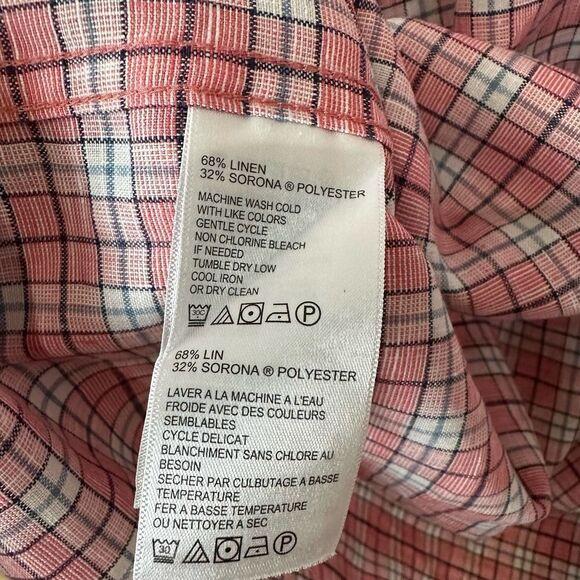 68% LINEN
32% SORONA ® POLYESTER
MACHINE WASH COLD
WITH LIKE COLORS
GENTLE CYCLE
NON CHLORINE BLEACH
IF NEEDED
TUMBLE DRY LOW
COOL IRON
OR DRY CLEAN
30C P
68% LIN
32% SORONA ® POLYESTER
LAVER A LA MACHINE A L'EAU
FROIDE AVEC DES COULEURS
SEMBLABLES
CYCLE DELICAT
BLANCHIMENT SANS CHLORE AU
BESOIN
SECHER PAR CULBUTAGE A BASSE
TEMPERATURE
FER A BASSE TEMPERATURE
OU NETTOYER A SEC
30 P